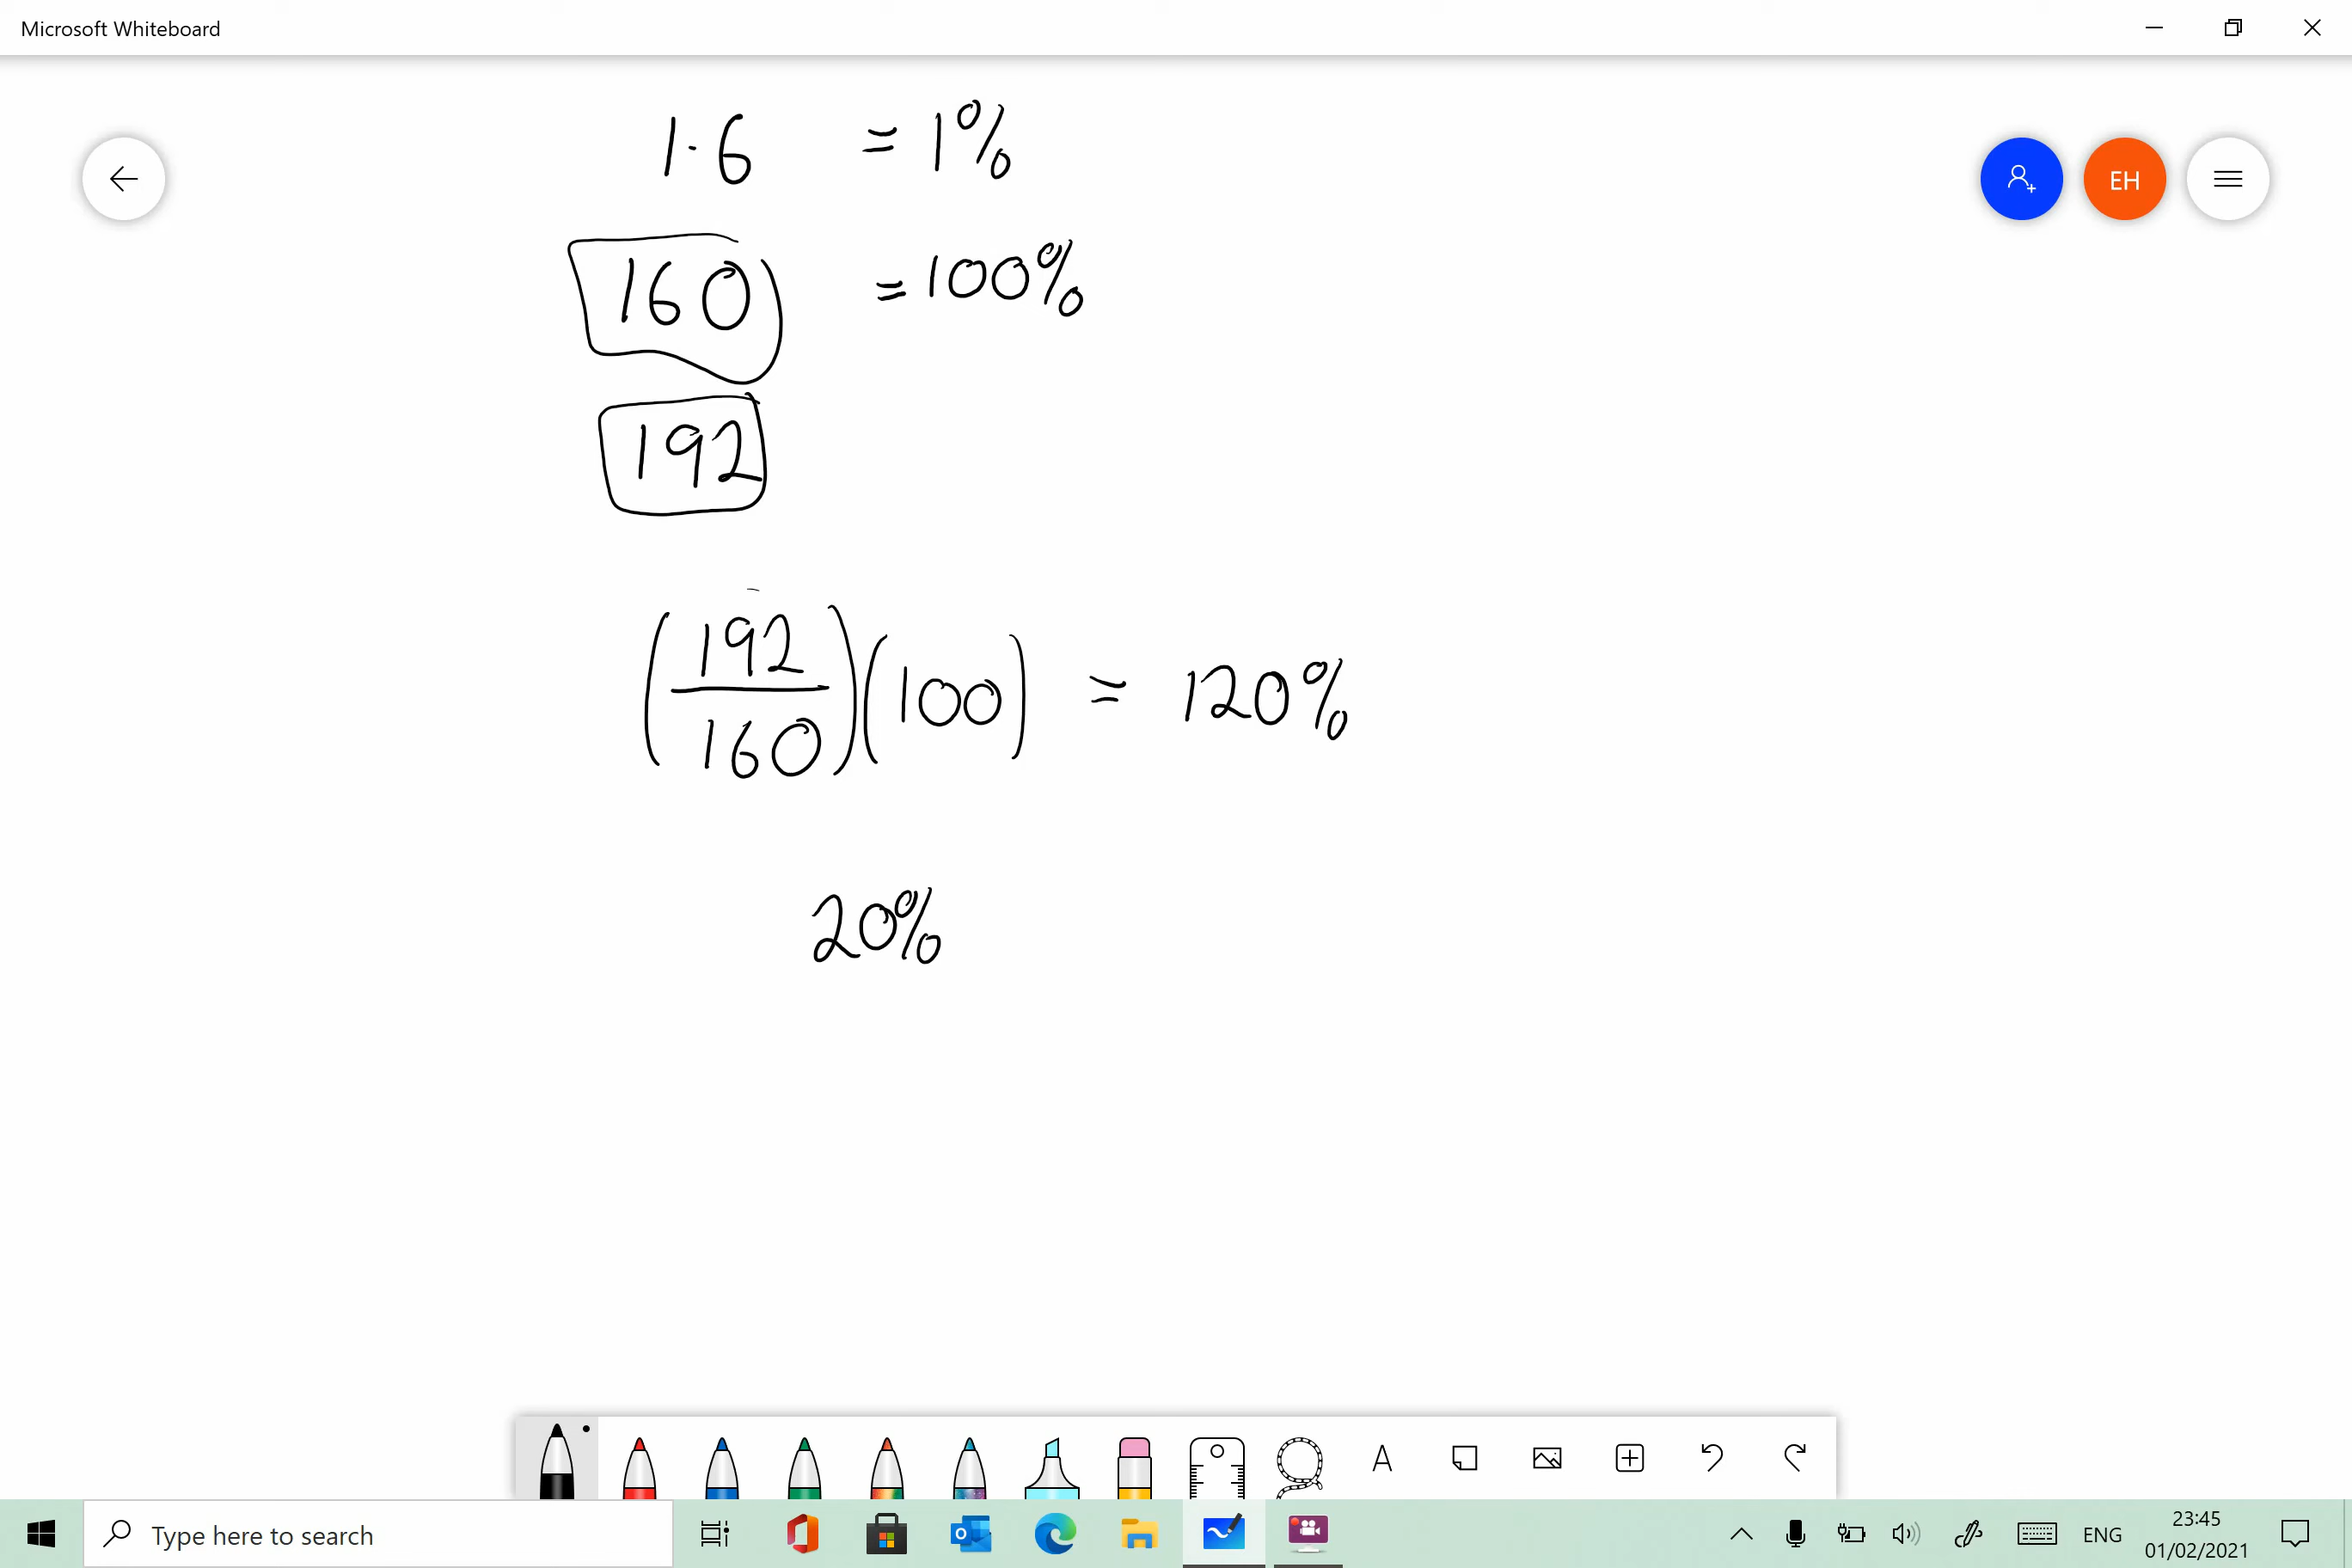 Microsoft Whiteboard
1.6 = 1%
EH
160 = 100%
192
(192/160)(100) = 120%
20%
A
Type here to search
ENG
23:45
01/02/2021